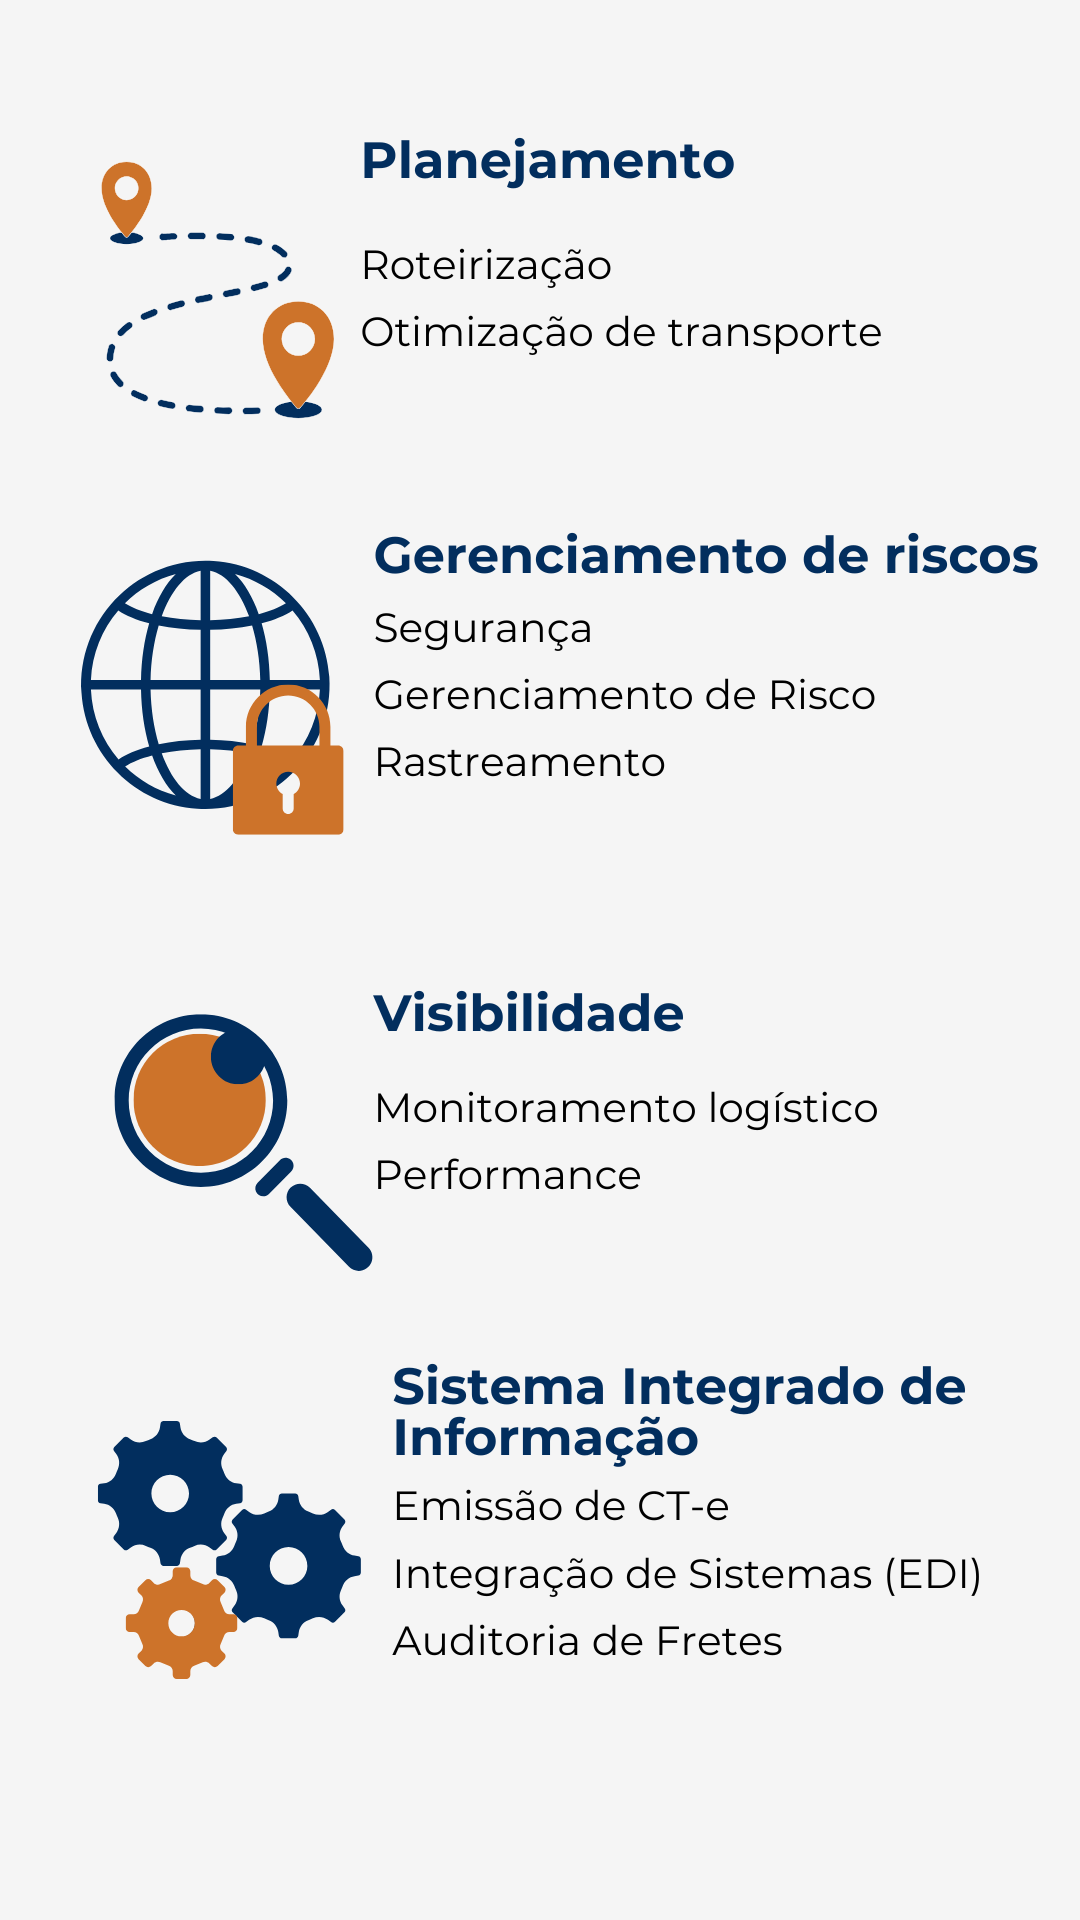 Planejamento
Roteirização
Otimização de transporte
Gerenciamento de riscos
Segurança
Gerenciamento de Risco
Rastreamento
Visibilidade
Monitoramento logístico
Performance
Sistema Integrado de
Informação
Emissão de CT-e
Integração de Sistemas (EDI)
Auditoria de Fretes